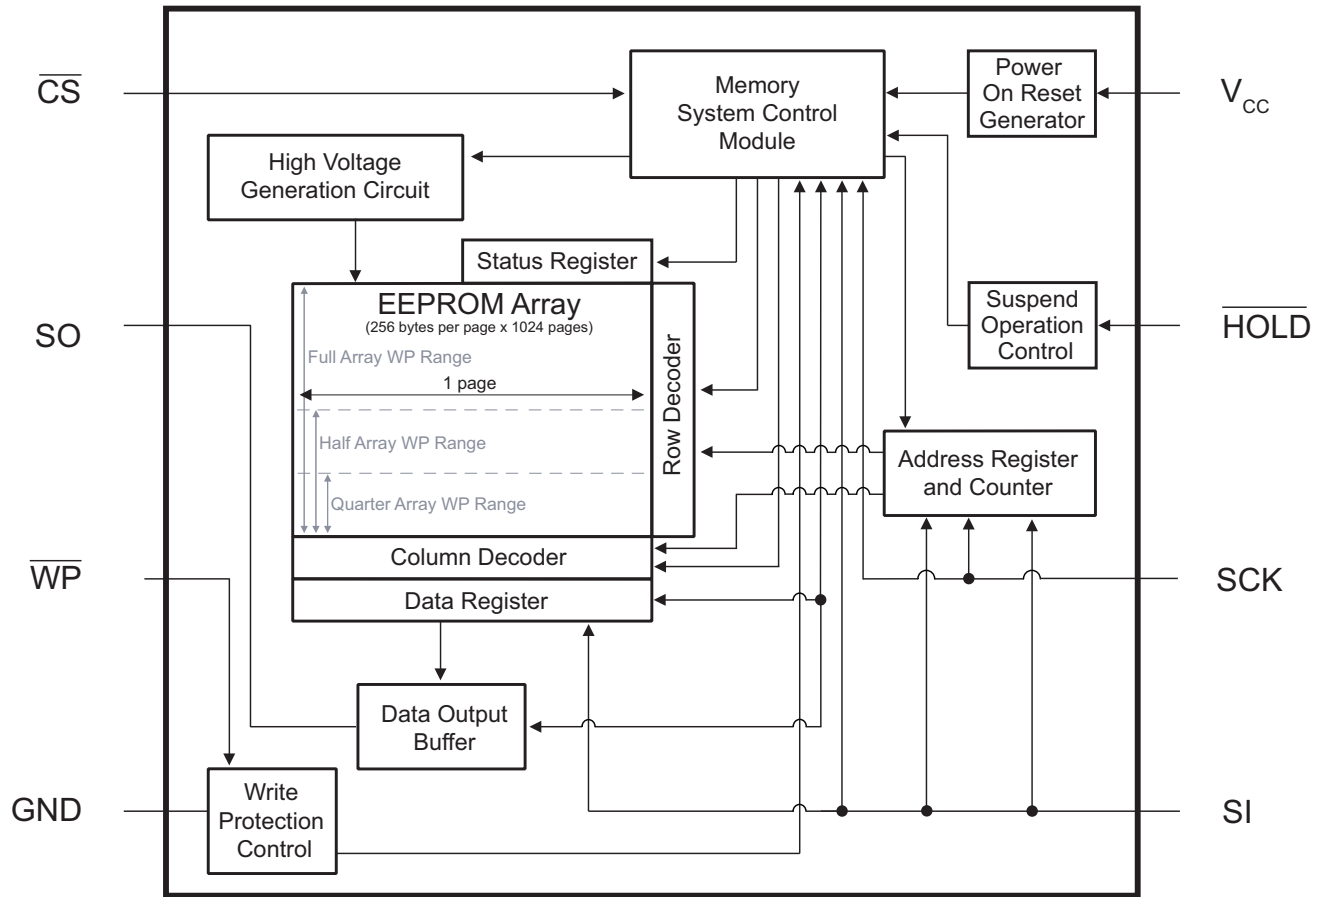 CS
Memory
System Control
Module
Power
On Reset
Generator
VCC
High Voltage
Generation Circuit
Status Register
EEPROM Array
(256 bytes per page x 1024 pages)
Full Array WP Range
1 page
Half Array WP Range
Quarter Array WP Range
Row Decoder
SO
Suspend
Operation
Control
HOLD
Address Register
and Counter
Column Decoder
Data Register
WP
SCK
Data Output
Buffer
GND
Write
Protection
Control
SI